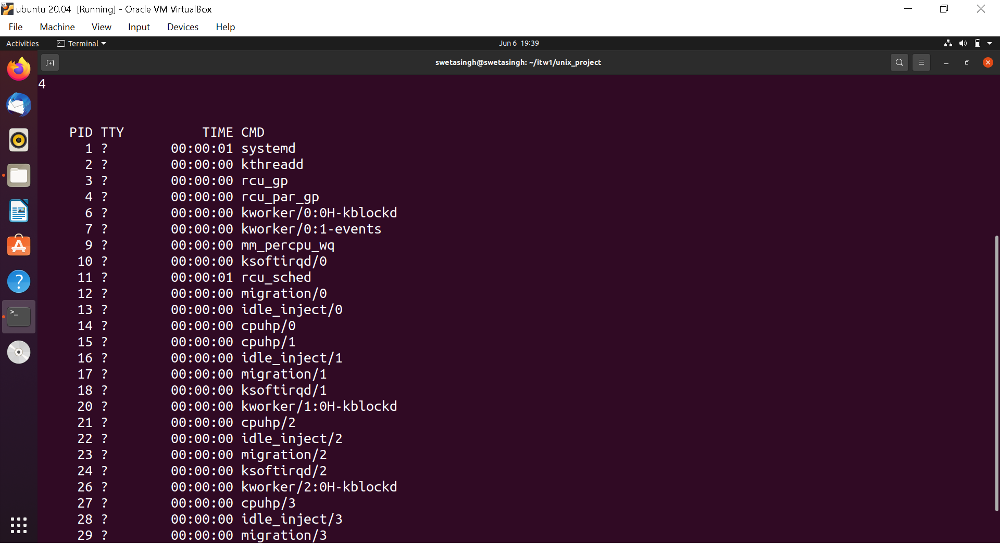 ubuntu 20.04 [Running] - Oracle VM VirtualBox
File Machine View Input Devices Help
Activities Terminal Jun 6 19:39
swetasingh@swetasingh: ~/itw1/unix_project
4
PID TTY TIME CMD
1 ? 00:00:01 systemd
2 ? 00:00:00 kthreadd
3 ? 00:00:00 rcu_gp
4 ? 00:00:00 rcu_par_gp
6 ? 00:00:00 kworker/0:0H-kblockd
7 ? 00:00:00 kworker/0:1-events
9 ? 00:00:00 mm_percpu_wq
10 ? 00:00:00 ksoftirqd/0
11 ? 00:00:01 rcu_sched
12 ? 00:00:00 migration/0
13 ? 00:00:00 idle_inject/0
14 ? 00:00:00 cpuhp/0
15 ? 00:00:00 cpuhp/1
16 ? 00:00:00 idle_inject/1
17 ? 00:00:00 migration/1
18 ? 00:00:00 ksoftirqd/1
20 ? 00:00:00 kworker/1:0H-kblockd
21 ? 00:00:00 cpuhp/2
22 ? 00:00:00 idle_inject/2
23 ? 00:00:00 migration/2
24 ? 00:00:00 ksoftirqd/2
26 ? 00:00:00 kworker/2:0H-kblockd
27 ? 00:00:00 cpuhp/3
28 ? 00:00:00 idle_inject/3
29 ? 00:00:00 migration/3